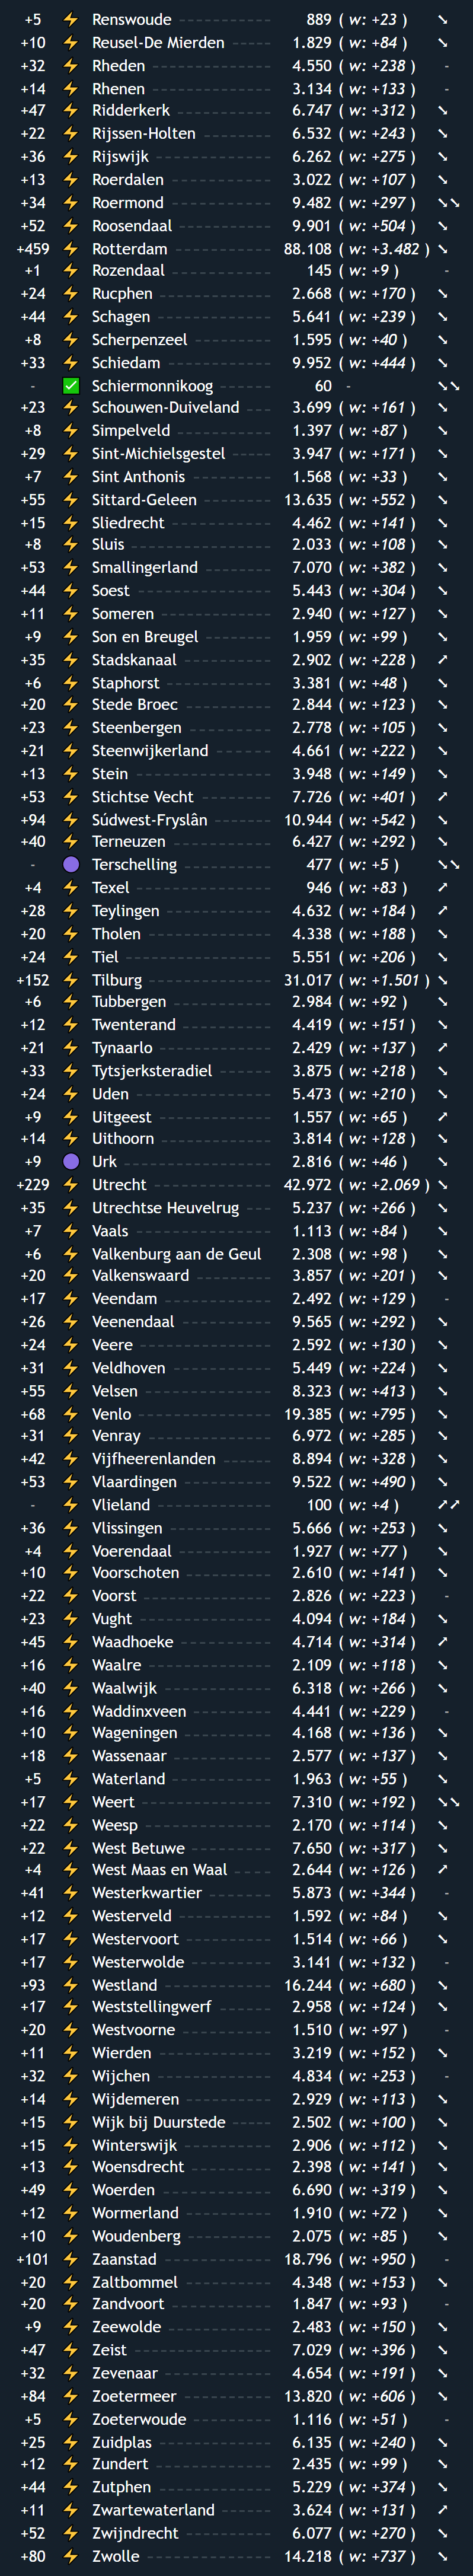 +5 ⚡ Renswoude 889 ( w: +23 ) ➘
+10 ⚡ Reusel-De Mierden 1.829 ( w: +84 ) ➘
+32 ⚡ Rheden 4.550 ( w: +238 ) -
+14 ⚡ Rhenen 3.134 ( w: +133 ) -
+47 ⚡ Ridderkerk 6.747 ( w: +312 ) ➘
+22 ⚡ Rijssen-Holten 6.532 ( w: +243 ) ➘
+36 ⚡ Rijswijk 6.262 ( w: +275 ) ➘
+13 ⚡ Roerdalen 3.022 ( w: +107 ) ➘
+34 ⚡ Roermond 9.482 ( w: +297 ) ➘➘
+52 ⚡ Roosendaal 9.901 ( w: +504 ) ➘
+459 ⚡ Rotterdam 88.108 ( w: +3.482 ) ➘
+1 ⚡ Rozendaal 145 ( w: +9 ) -
+24 ⚡ Rucphen 2.668 ( w: +170 ) ➘
+44 ⚡ Schagen 5.641 ( w: +239 ) ➘
+8 ⚡ Scherpenzeel 1.595 ( w: +40 ) ➘
+33 ⚡ Schiedam 9.952 ( w: +444 ) ➘
- ✅ Schiermonnikoog 60 - ➘➘
+23 ⚡ Schouwen-Duiveland 3.699 ( w: +161 ) ➘
+8 ⚡ Simpelveld 1.397 ( w: +87 ) ➘
+29 ⚡ Sint-Michielsgestel 3.947 ( w: +171 ) ➘
+7 ⚡ Sint Anthonis 1.568 ( w: +33 ) ➘
+55 ⚡ Sittard-Geleen 13.635 ( w: +552 ) ➘
+15 ⚡ Sliedrecht 4.462 ( w: +141 ) ➘
+8 ⚡ Sluis 2.033 ( w: +108 ) ➘
+53 ⚡ Smallingerland 7.070 ( w: +382 ) ➘
+44 ⚡ Soest 5.443 ( w: +304 ) ➘
+11 ⚡ Someren 2.940 ( w: +127 ) ➘
+9 ⚡ Son en Breugel 1.959 ( w: +99 ) ➘
+35 ⚡ Stadskanaal 2.902 ( w: +228 ) ➚
+6 ⚡ Staphorst 3.381 ( w: +48 ) ➘
+20 ⚡ Stede Broec 2.844 ( w: +123 ) ➘
+23 ⚡ Steenbergen 2.778 ( w: +105 ) ➘
+21 ⚡ Steenwijkerland 4.661 ( w: +222 ) ➘
+13 ⚡ Stein 3.948 ( w: +149 ) ➘
+53 ⚡ Stichtse Vecht 7.726 ( w: +401 ) ➚
+94 ⚡ Súdwest-Fryslân 10.944 ( w: +542 ) ➘
+40 ⚡ Terneuzen 6.427 ( w: +292 ) ➘
- 🟣 Terschelling 477 ( w: +5 ) ➘➘
+4 ⚡ Texel 946 ( w: +83 ) ➚
+28 ⚡ Teylingen 4.632 ( w: +184 ) ➚
+20 ⚡ Tholen 4.338 ( w: +188 ) ➘
+24 ⚡ Tiel 5.551 ( w: +206 ) ➘
+152 ⚡ Tilburg 31.017 ( w: +1.501 ) ➘
+6 ⚡ Tubbergen 2.984 ( w: +92 ) ➘
+12 ⚡ Twenterand 4.419 ( w: +151 ) ➘
+21 ⚡ Tynaarlo 2.429 ( w: +137 ) ➚
+33 ⚡ Tytsjerksteradiel 3.875 ( w: +218 ) ➘
+24 ⚡ Uden 5.473 ( w: +210 ) ➘
+9 ⚡ Uitgeest 1.557 ( w: +65 ) ➚
+14 ⚡ Uithoorn 3.814 ( w: +128 ) ➘
+9 🟣 Urk 2.816 ( w: +46 ) ➘
+229 ⚡ Utrecht 42.972 ( w: +2.069 ) ➘
+35 ⚡ Utrechtse Heuvelrug 5.237 ( w: +266 ) ➘
+7 ⚡ Vaals 1.113 ( w: +84 ) ➘
+6 ⚡ Valkenburg aan de Geul 2.308 ( w: +98 ) ➘
+20 ⚡ Valkenswaard 3.857 ( w: +201 ) ➘
+17 ⚡ Veendam 2.492 ( w: +129 ) -
+26 ⚡ Veenendaal 9.565 ( w: +292 ) ➘
+24 ⚡ Veere 2.592 ( w: +130 ) ➘
+31 ⚡ Veldhoven 5.449 ( w: +224 ) ➘
+55 ⚡ Velsen 8.323 ( w: +413 ) ➘
+68 ⚡ Venlo 19.385 ( w: +795 ) ➘
+31 ⚡ Venray 6.972 ( w: +285 ) ➘
+42 ⚡ Vijfheerenlanden 8.894 ( w: +328 ) ➘
+53 ⚡ Vlaardingen 9.522 ( w: +490 ) ➘
- ⚡ Vlieland 100 ( w: +4 ) ➚➚
+36 ⚡ Vlissingen 5.666 ( w: +253 ) ➘
+4 ⚡ Voerendaal 1.927 ( w: +77 ) ➘
+10 ⚡ Voorschoten 2.610 ( w: +141 ) ➘
+22 ⚡ Voorst 2.826 ( w: +223 ) -
+23 ⚡ Vught 4.094 ( w: +184 ) ➘
+45 ⚡ Waadhoeke 4.714 ( w: +314 ) ➚
+16 ⚡ Waalre 2.109 ( w: +118 ) ➘
+40 ⚡ Waalwijk 6.318 ( w: +266 ) ➘
+16 ⚡ Waddinxveen 4.441 ( w: +229 ) -
+10 ⚡ Wageningen 4.168 ( w: +136 ) ➘
+18 ⚡ Wassenaar 2.577 ( w: +137 ) ➘
+5 ⚡ Waterland 1.963 ( w: +55 ) ➘
+17 ⚡ Weert 7.310 ( w: +192 ) ➘➘
+22 ⚡ Weesp 2.170 ( w: +114 ) ➘
+22 ⚡ West Betuwe 7.650 ( w: +317 ) ➘
+4 ⚡ West Maas en Waal 2.644 ( w: +126 ) ➚
+41 ⚡ Westerkwartier 5.873 ( w: +344 ) -
+12 ⚡ Westerveld 1.592 ( w: +84 ) ➘
+17 ⚡ Westervoort 1.514 ( w: +66 ) ➘
+17 ⚡ Westerwolde 3.141 ( w: +132 ) -
+93 ⚡ Westland 16.244 ( w: +680 ) ➘
+17 ⚡ Weststellingwerf 2.958 ( w: +124 ) ➘
+20 ⚡ Westvoorne 1.510 ( w: +97 ) -
+11 ⚡ Wierden 3.219 ( w: +152 ) ➘
+32 ⚡ Wijchen 4.834 ( w: +253 ) -
+14 ⚡ Wijdemeren 2.929 ( w: +113 ) ➘
+15 ⚡ Wijk bij Duurstede 2.502 ( w: +100 ) ➘
+15 ⚡ Winterswijk 2.906 ( w: +112 ) ➘
+13 ⚡ Woensdrecht 2.398 ( w: +141 ) ➘
+49 ⚡ Woerden 6.690 ( w: +319 ) ➘
+12 ⚡ Wormerland 1.910 ( w: +72 ) ➘
+10 ⚡ Woudenberg 2.075 ( w: +85 ) ➘
+101 ⚡ Zaanstad 18.796 ( w: +950 ) -
+20 ⚡ Zaltbommel 4.348 ( w: +153 ) ➘
+20 ⚡ Zandvoort 1.847 ( w: +93 ) -
+9 ⚡ Zeewolde 2.483 ( w: +150 ) ➘
+47 ⚡ Zeist 7.029 ( w: +396 ) ➘
+32 ⚡ Zevenaar 4.654 ( w: +191 ) ➘
+84 ⚡ Zoetermeer 13.820 ( w: +606 ) ➘
+5 ⚡ Zoeterwoude 1.116 ( w: +51 ) -
+25 ⚡ Zuidplas 6.135 ( w: +240 ) ➘
+12 ⚡ Zundert 2.435 ( w: +99 ) ➘
+44 ⚡ Zutphen 5.229 ( w: +374 ) ➘
+11 ⚡ Zwartewaterland 3.624 ( w: +131 ) ➚
+52 ⚡ Zwijndrecht 6.077 ( w: +270 ) ➘
+80 ⚡ Zwolle 14.218 ( w: +737 ) ➘